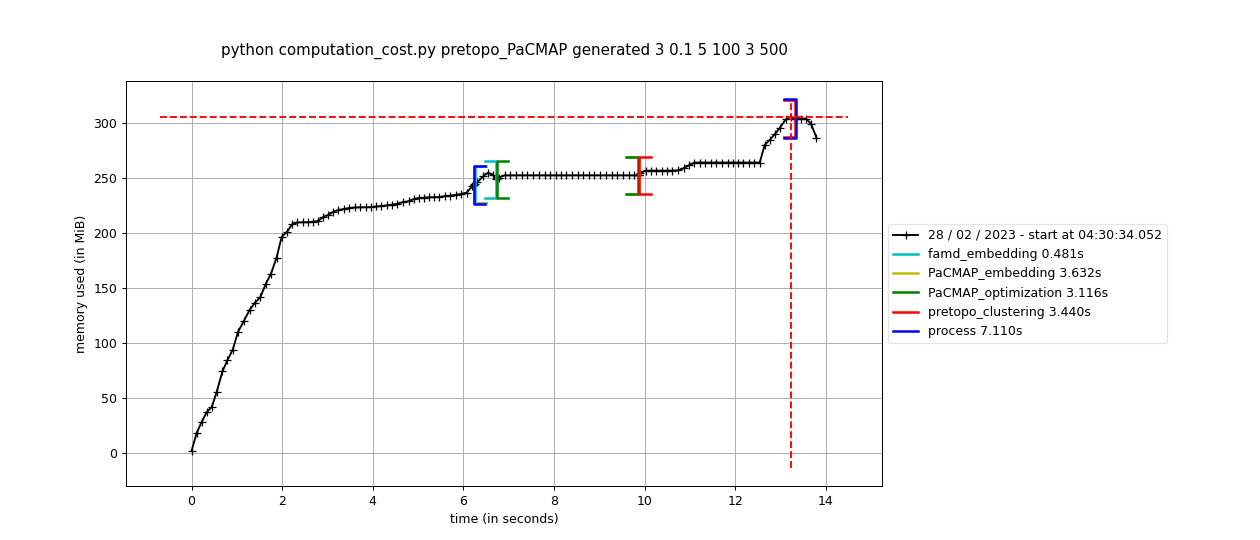 python computation_cost.py pretopo_PaCMAP generated 3 0.1 5 100 3 500
memory used (in MiB)
300
250
200
150
100
50
0
0 2 4 6 8 10 12 14
time (in seconds)
28 / 02 / 2023 - start at 04:30:34.052
famd_embedding 0.481s
PaCMAP_embedding 3.632s
PaCMAP_optimization 3.116s
pretopo_clustering 3.440s
process 7.110s